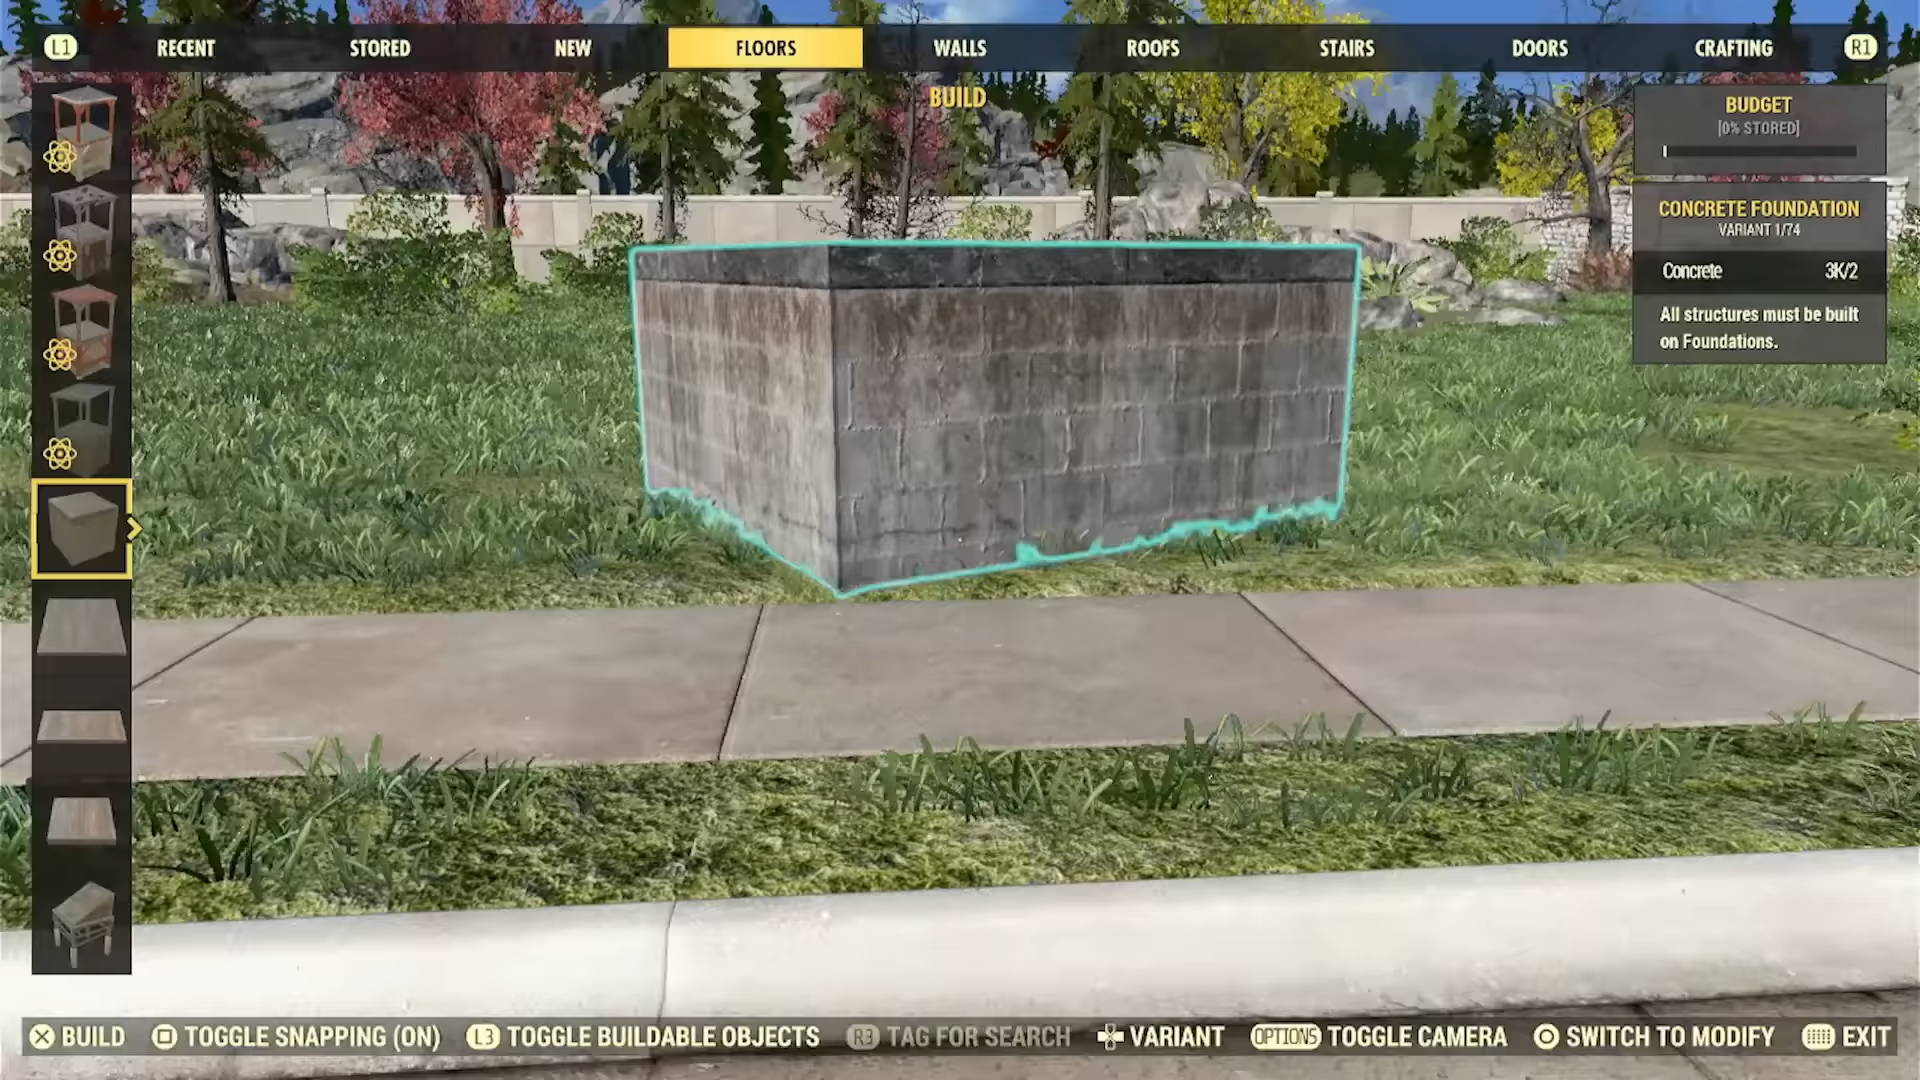 L1 RECENT STORED NEW FLOORS WALLS ROOFS STAIRS DOORS CRAFTING R1
BUILD
BUDGET
[0% STORED]
CONCRETE FOUNDATION
VARIANT 1/74
Concrete 3K/2
All structures must be built
on Foundations.
BUILD TOGGLE SNAPPING (ON) L3 TOGGLE BUILDABLE OBJECTS R3 TAG FOR SEARCH VARIANT OPTIONS TOGGLE CAMERA SWITCH TO MODIFY EXIT